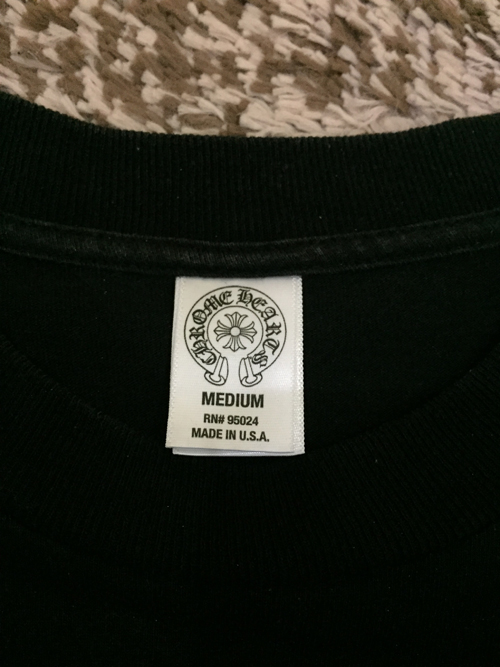 CHROME HEARTS
MEDIUM
RN# 95024
MADE IN U.S.A.